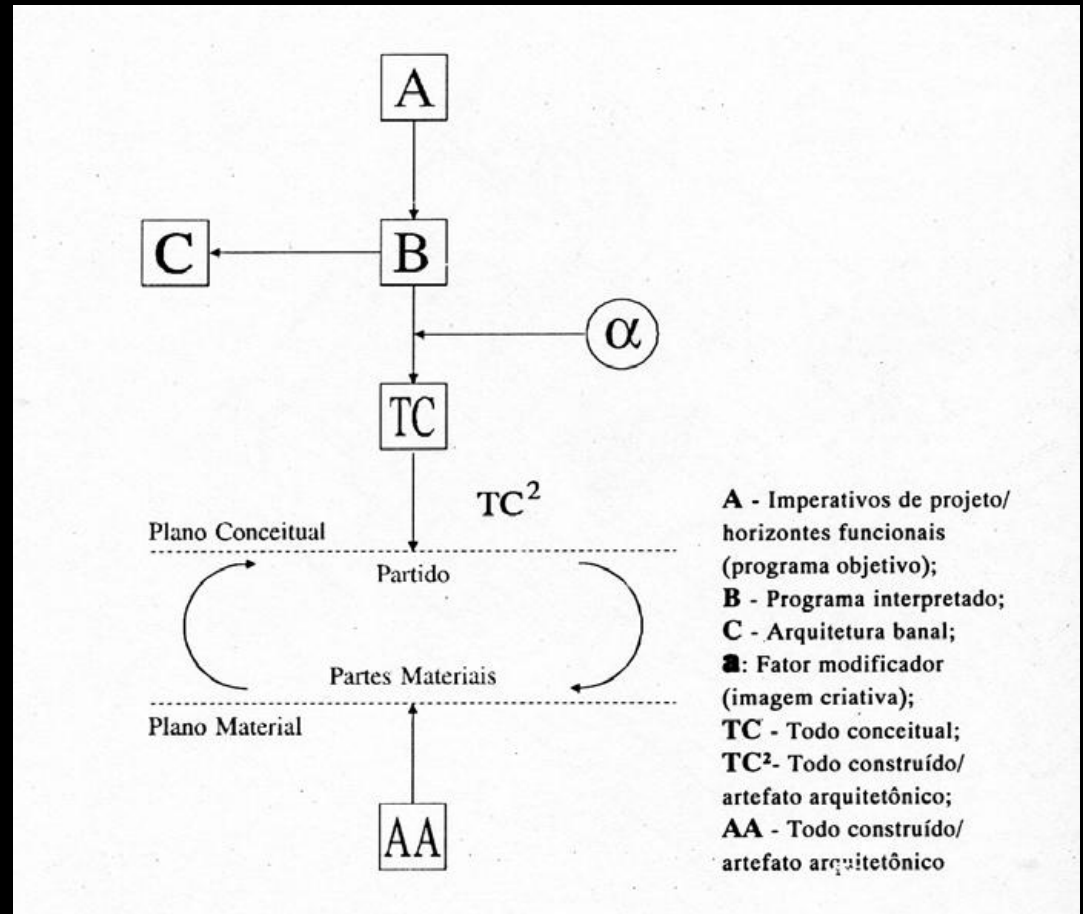 A
C
B
α
TC
TC²
Plano Conceitual
Partido
Partes Materiais
Plano Material
AA
A - Imperativos de projeto/
horizontes funcionais
(programa objetivo);
B - Programa interpretado;
C - Arquitetura banal;
a: Fator modificador
(imagem criativa);
TC - Todo conceitual;
TC²- Todo construído/
artefato arquitetônico;
AA - Todo construído/
artefato arquitetônico